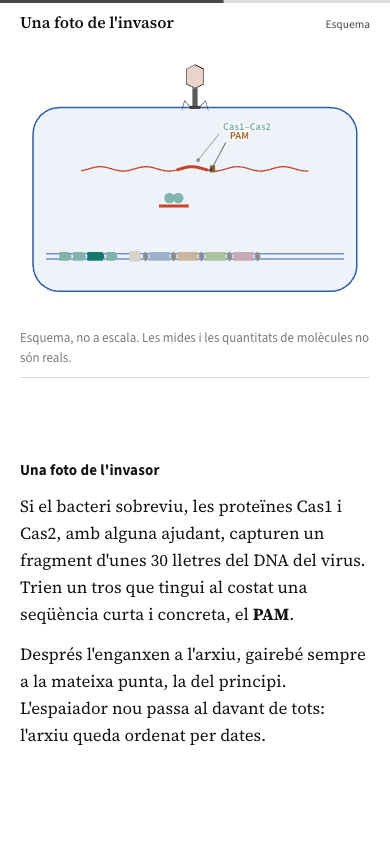 Una foto de l'invasor
Esquema
Cas1–Cas2
PAM
Esquema, no a escala. Les mides i les quantitats de molècules no
són reals.
Una foto de l'invasor
Si el bacteri sobreviu, les proteïnes Cas1 i
Cas2, amb alguna ajudant, capturen un
fragment d'unes 30 lletres del DNA del virus.
Trien un tros que tingui al costat una
seqüència curta i concreta, el PAM.
Després l'enganxen a l'arxiu, gairebé sempre
a la mateixa punta, la del principi.
L'espaiador nou passa al davant de tots:
l'arxiu queda ordenat per dates.